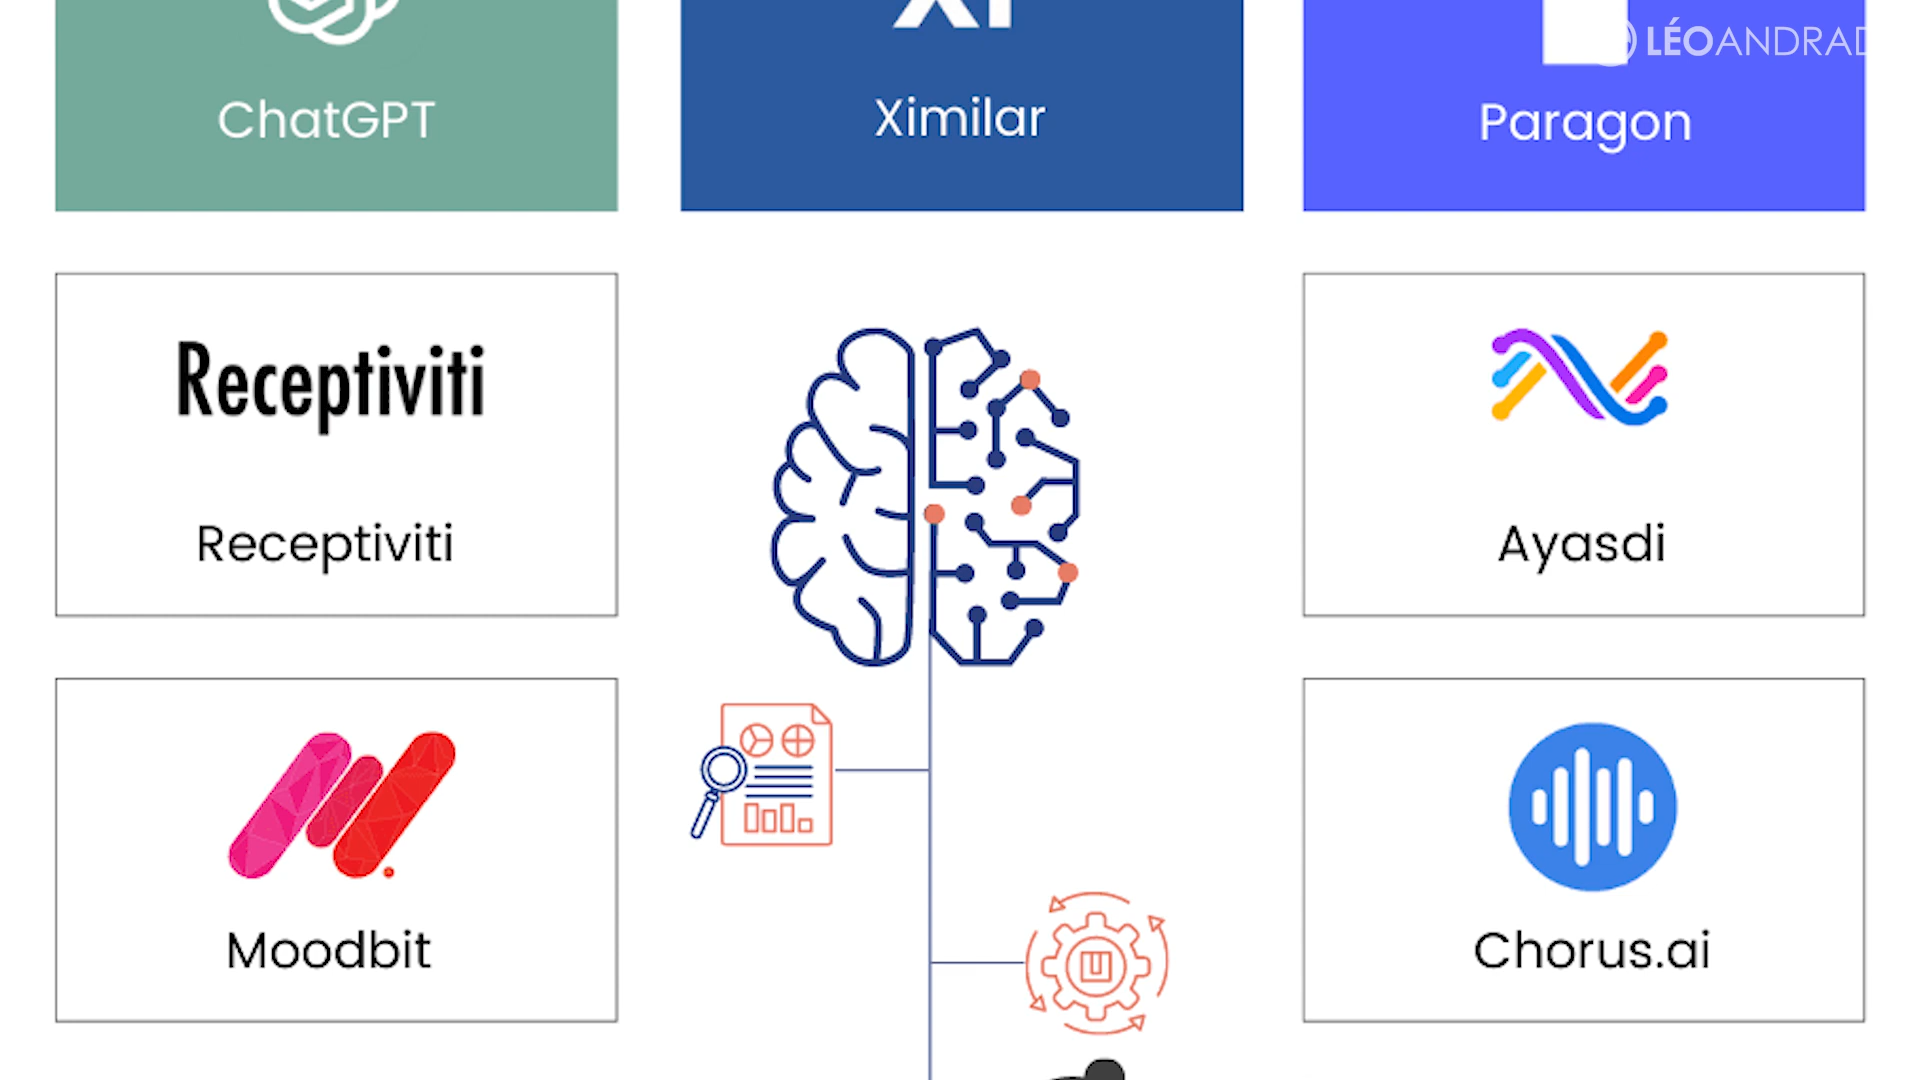 LÉOANDRAD
ChatGPT
Ximilar
Paragon
Receptiviti
Receptiviti
Ayasdi
Moodbit
Chorus.ai